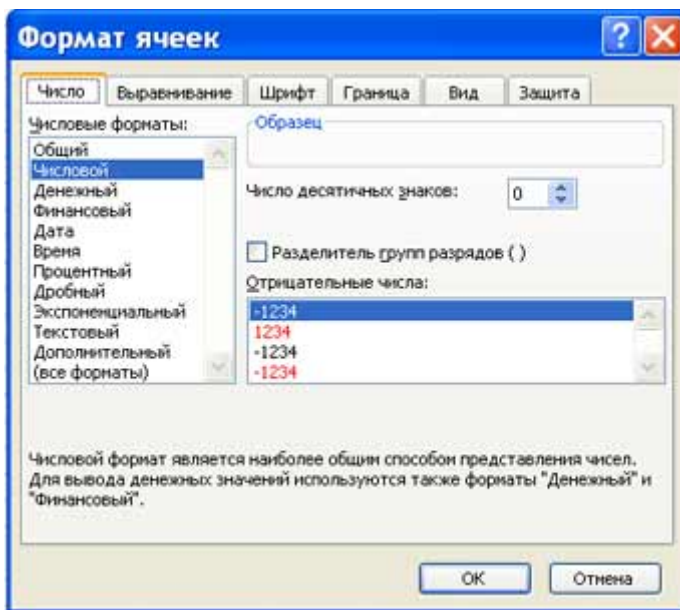 Формат ячеек
Число Выравнивание Шрифт Граница Вид Защита
Числовые форматы:
Общий
Числовой
Денежный
Финансовый
Дата
Время
Процентный
Дробный
Экспоненциальный
Текстовый
Дополнительный
(все форматы)
Образец
Число десятичных знаков: 0
Разделитель групп разрядов ( )
Отрицательные числа:
-1234
1234
-1234
-1234
Числовой формат является наиболее общим способом представления чисел.
Для вывода денежных значений используются также форматы "Денежный" и
"Финансовый".
OK Отмена